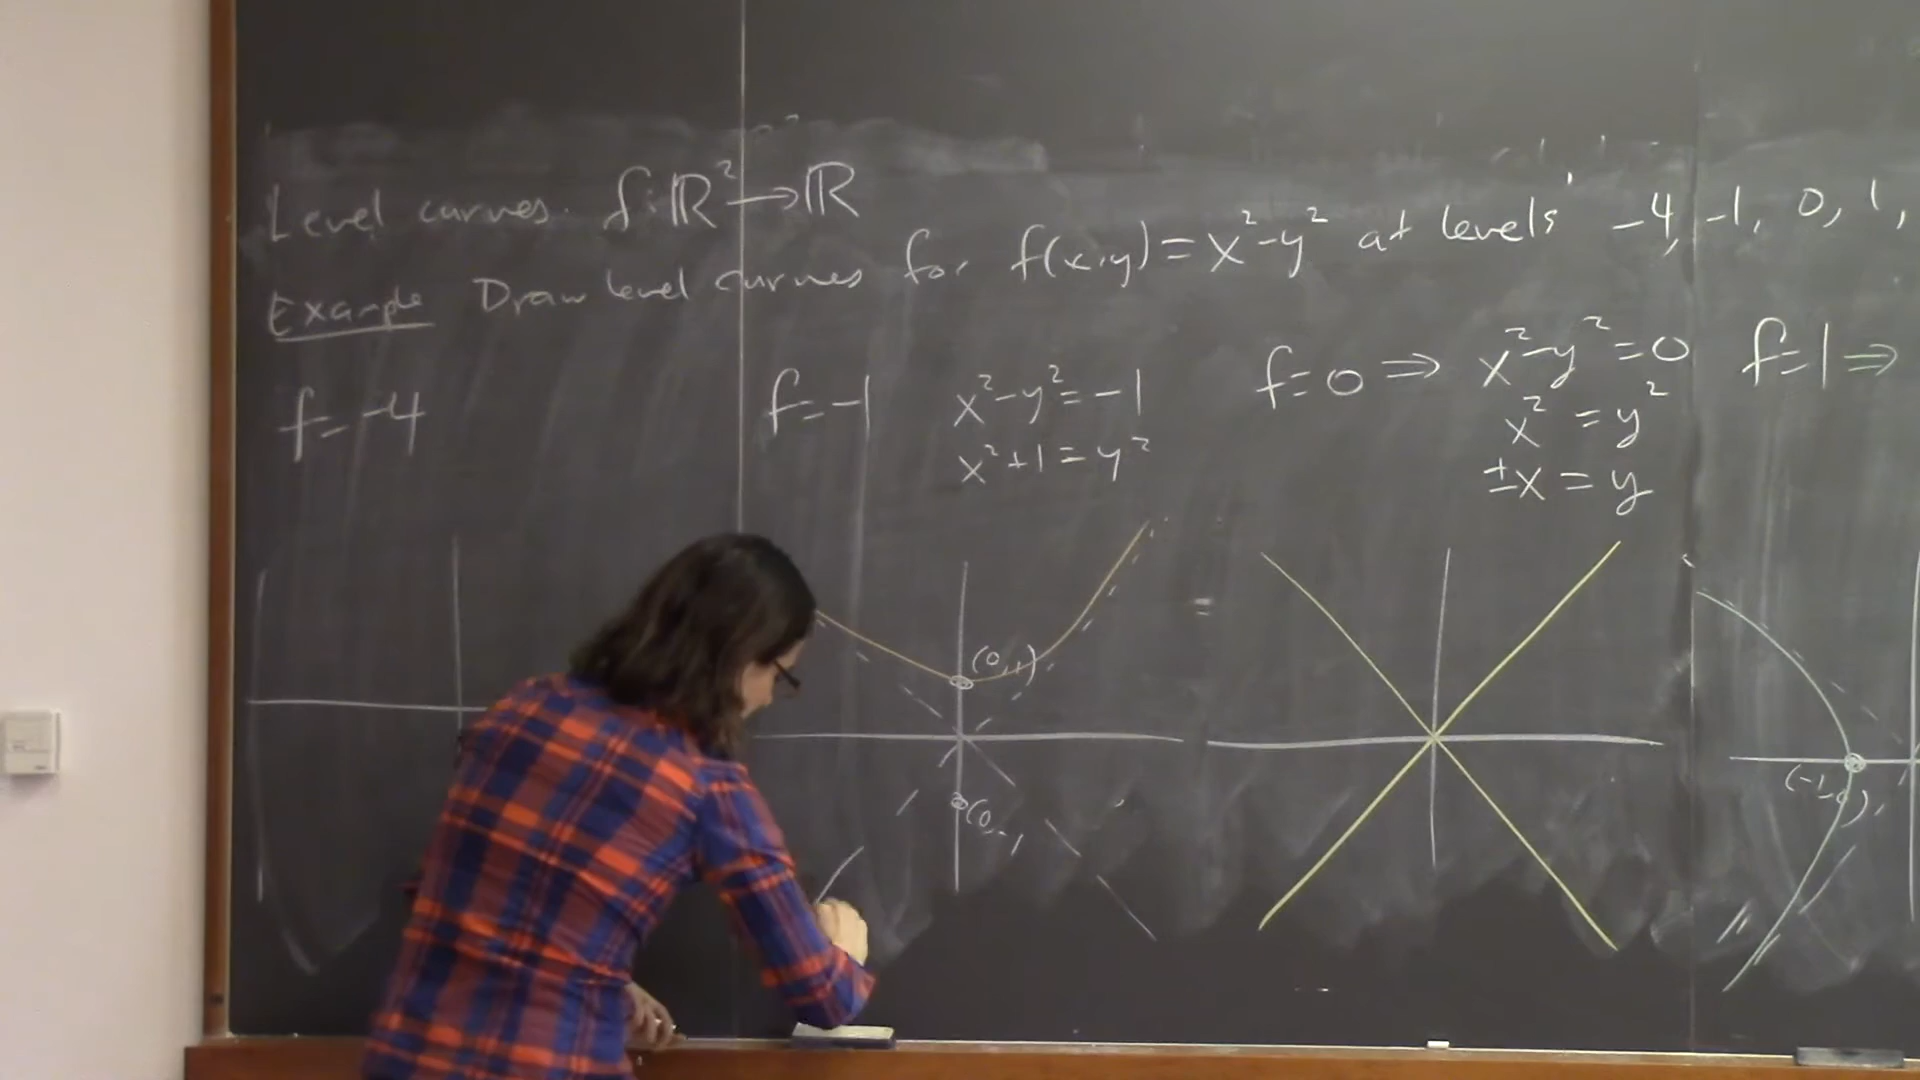 Level curves. f: ℝ² → ℝ
Example Draw level curves for f(x,y) = x² - y² at levels -4, -1, 0, 1,
f = -4
f = -1
x² - y² = -1
x² + 1 = y²
f = 0 ⇒ x² - y² = 0
x² = y²
±x = y
f = 1 ⇒
(0,1)
(0,-
(-1,0)